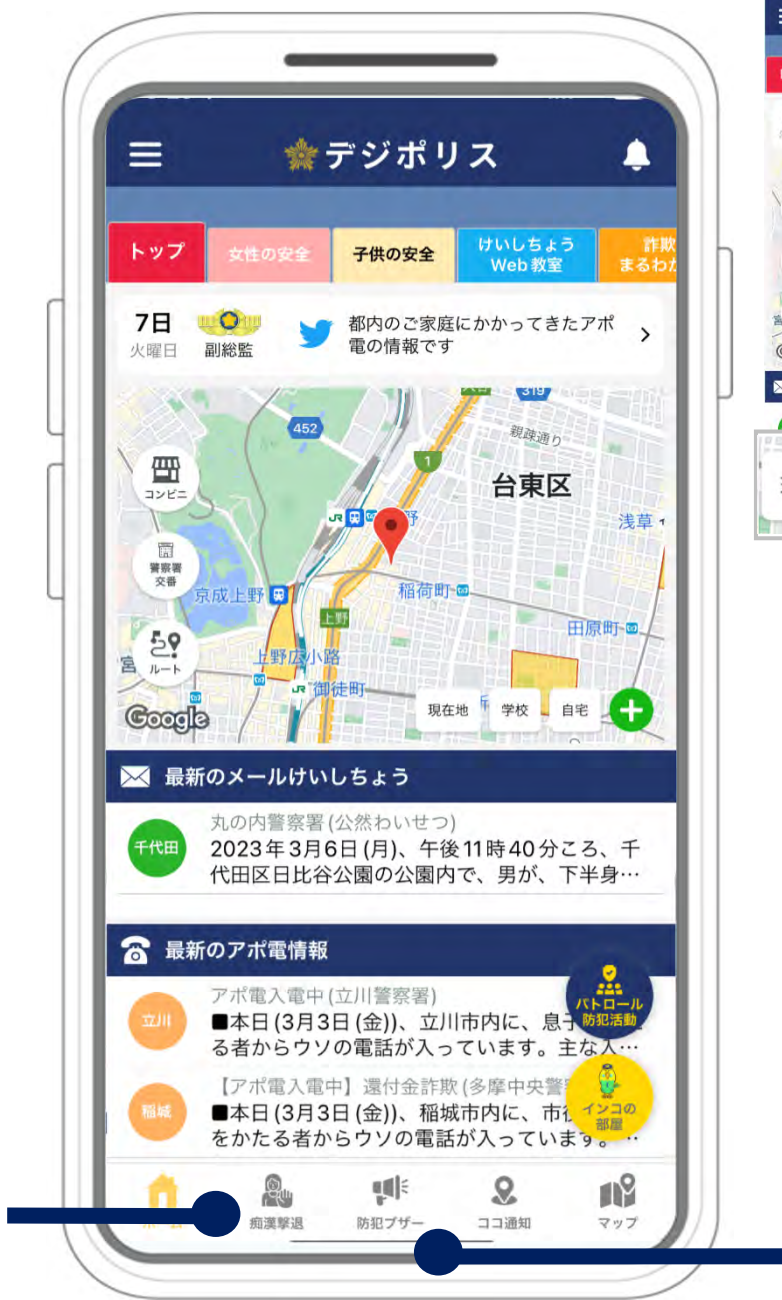 デジポリス
トップ
女性の安全
子供の安全
けいしちょう
Web教室
詐欺
まるわか
7日
火曜日
副総監
都内のご家庭にかかってきたアポ
電の情報です
452
319
親疎通り
1
台東区
コンビニ
JR
野
浅草
警察署
交番
京成上野
稲荷町
上野
田原町
ルート
宮
上野広小路
JR 御徒町
Google
現在地
学校
自宅
最新のメールけいしちょう
千代田
丸の内警察署(公然わいせつ)
2023年3月6日(月)、午後11時40分ころ、千
代田区日比谷公園の公園内で、男が、下半身…
最新のアポ電情報
立川
アポ電入電中(立川警察署)
■本日(3月3日(金))、立川市内に、息子
る者からウソの電話が入っています。主な人…
パトロール
防犯活動
稲城
【アポ電入電中】還付金詐欺(多摩中央警
■本日(3月3日(金))、稲城市内に、市役
をかたる者からウソの電話が入っています。…
インコの
部屋
痴漢撃退
防犯ブザー
ココ通知
マップ